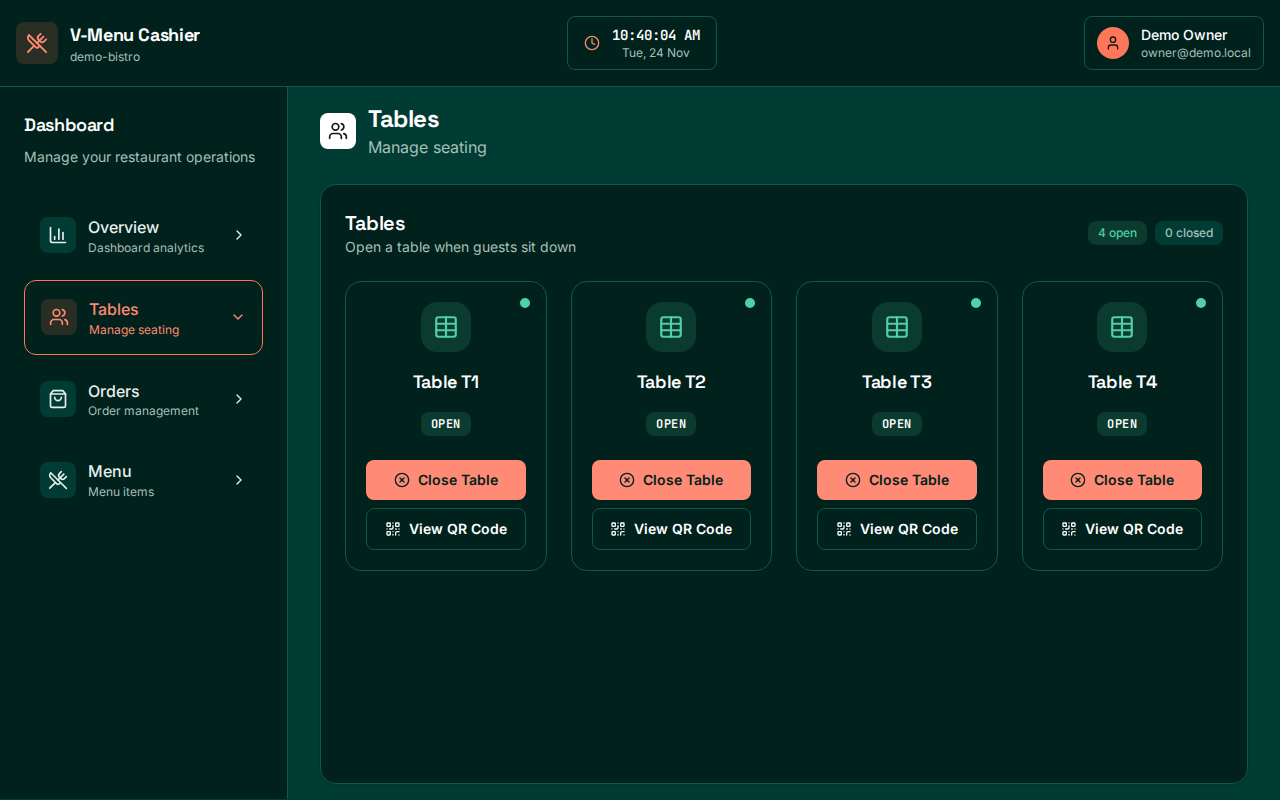 V-Menu Cashier
demo-bistro
10:40:04 AM
Tue, 24 Nov
Demo Owner
owner@demo.local
Dashboard
Manage your restaurant operations
Overview
Dashboard analytics
Tables
Manage seating
Orders
Order management
Menu
Menu items
Tables
Manage seating
Tables
Open a table when guests sit down
4 open
0 closed
Table T1
OPEN
Close Table
View QR Code
Table T2
OPEN
Close Table
View QR Code
Table T3
OPEN
Close Table
View QR Code
Table T4
OPEN
Close Table
View QR Code